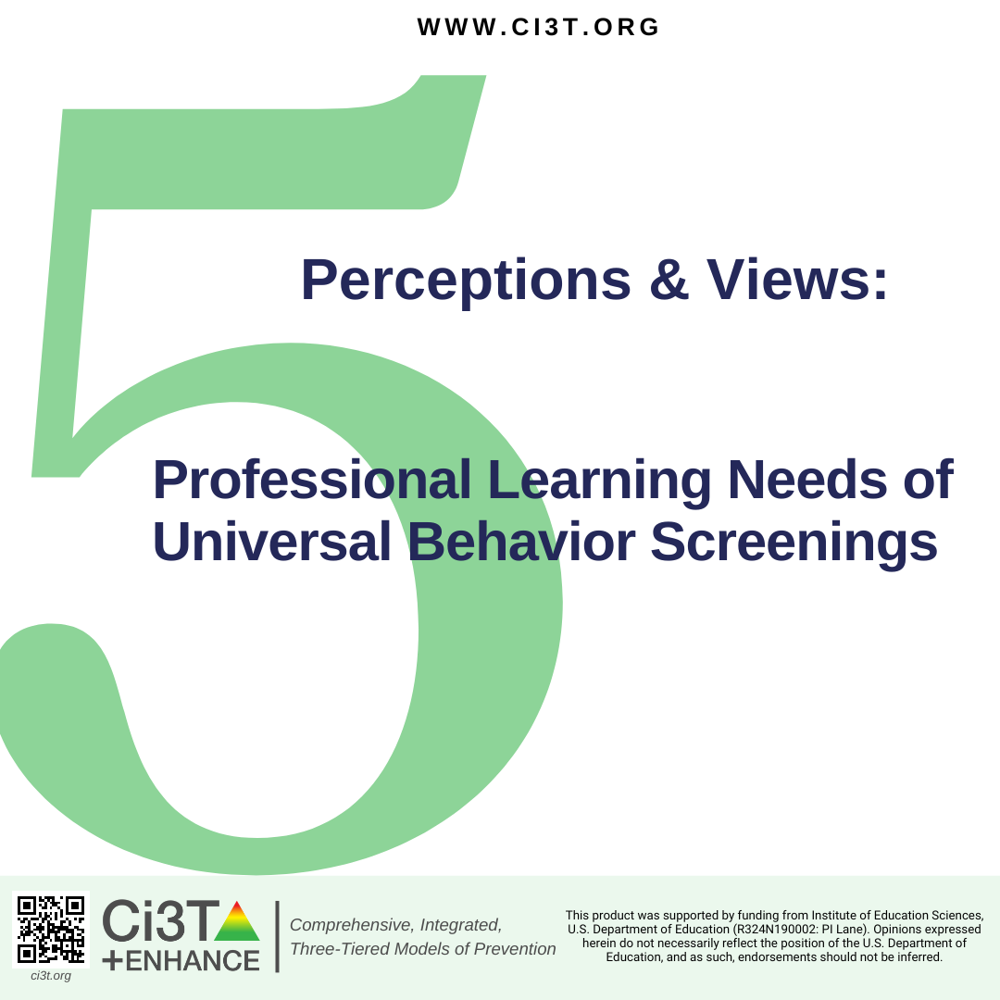 WWW.CI3T.ORG
5
Perceptions & Views:
Professional Learning Needs of
Universal Behavior Screenings
ci3t.org
Ci3T
+ENHANCE
Comprehensive, Integrated,
Three-Tiered Models of Prevention
This product was supported by funding from Institute of Education Sciences,
U.S. Department of Education (R324N190002: PI Lane). Opinions expressed
herein do not necessarily reflect the position of the U.S. Department of
Education, and as such, endorsements should not be inferred.